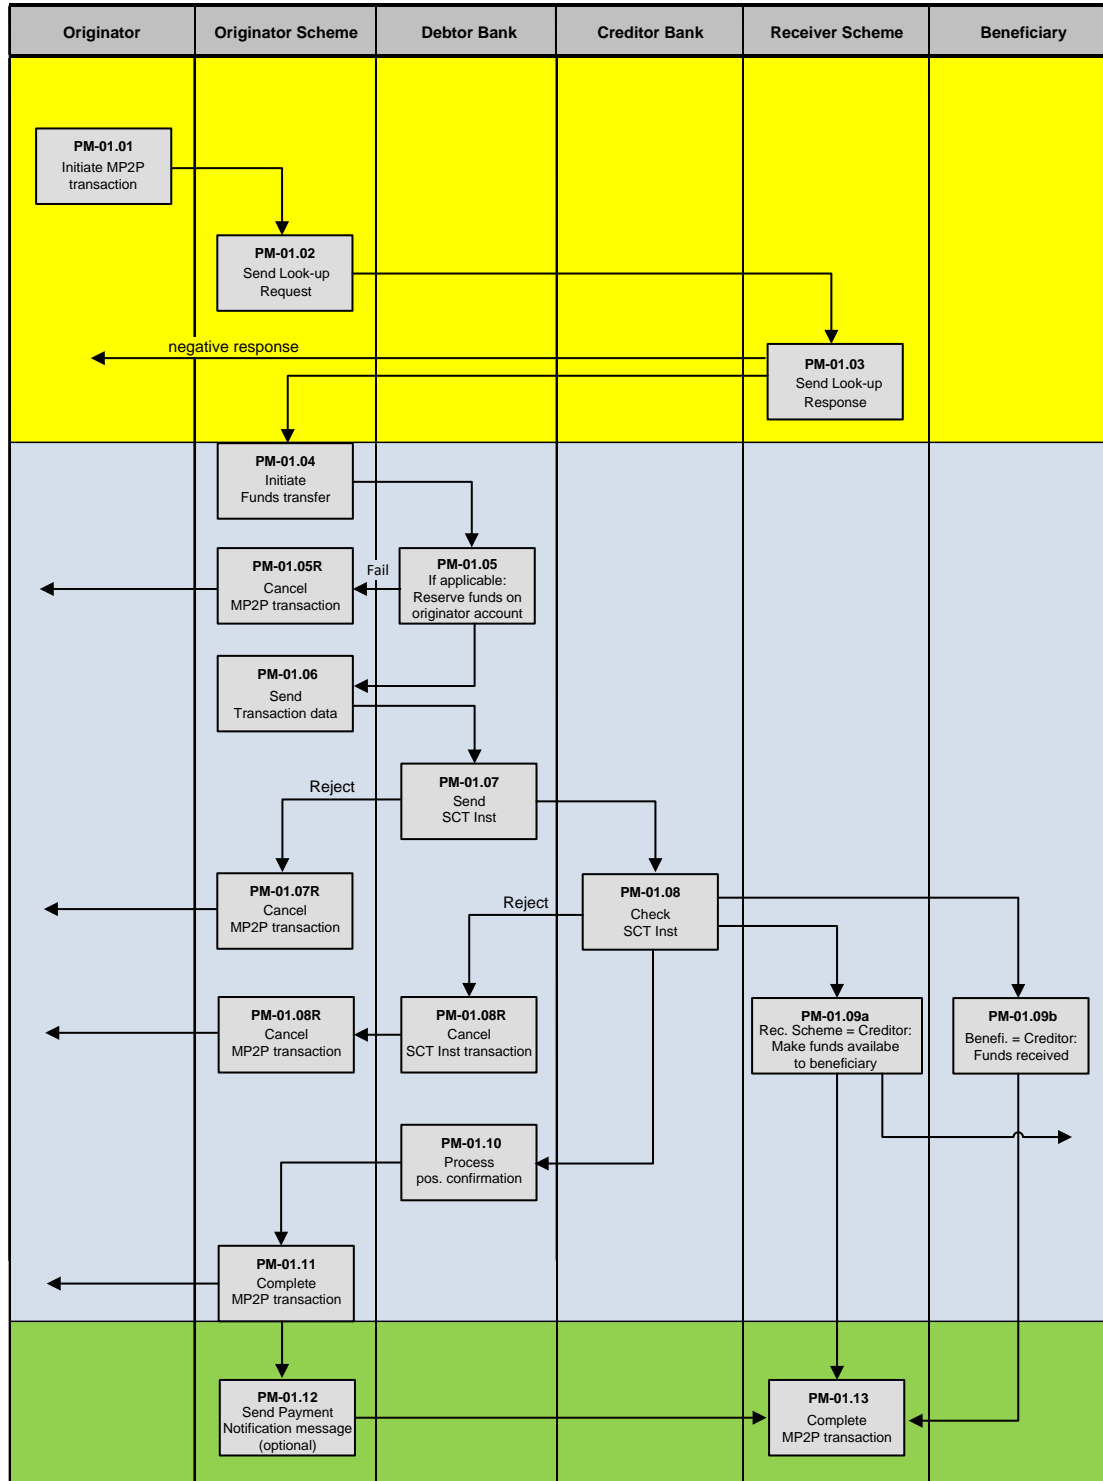 Originator
Originator Scheme
Debtor Bank
Creditor Bank
Receiver Scheme
Beneficiary
PM-01.01
Initiate MP2P
transaction
PM-01.02
Send Look-up
Request
negative response
PM-01.03
Send Look-up
Response
PM-01.04
Initiate
Funds transfer
PM-01.05R
Cancel
MP2P transaction
Fail
PM-01.05
If applicable:
Reserve funds on
originator account
PM-01.06
Send
Transaction data
Reject
PM-01.07
Send
SCT Inst
PM-01.07R
Cancel
MP2P transaction
Reject
PM-01.08
Check
SCT Inst
PM-01.08R
Cancel
MP2P transaction
PM-01.08R
Cancel
SCT Inst transaction
PM-01.09a
Rec. Scheme = Creditor:
Make funds availabe
to beneficiary
PM-01.09b
Benefi. = Creditor:
Funds received
PM-01.10
Process
pos. confirmation
PM-01.11
Complete
MP2P transaction
PM-01.12
Send Payment
Notification message
(optional)
PM-01.13
Complete
MP2P transaction